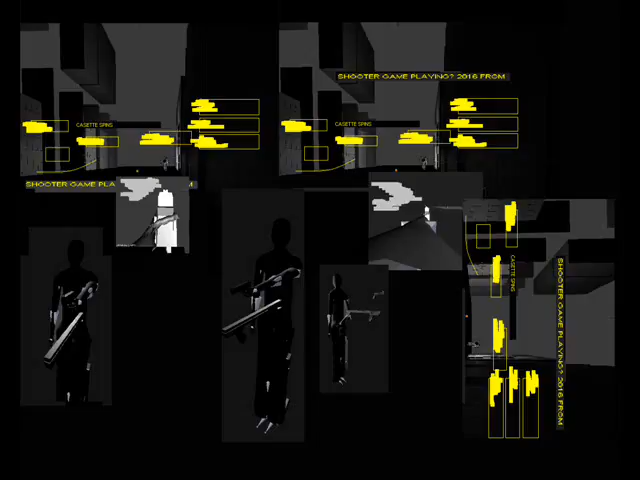 SHOOTER GAME PLAYING? 2016 FROM
CASETTE SPINS
CASETTE SPINS
SHOOTER GAME PLA
M
CASETTE SPINS
SHOOTER GAME PLAYING? 2016 FROM